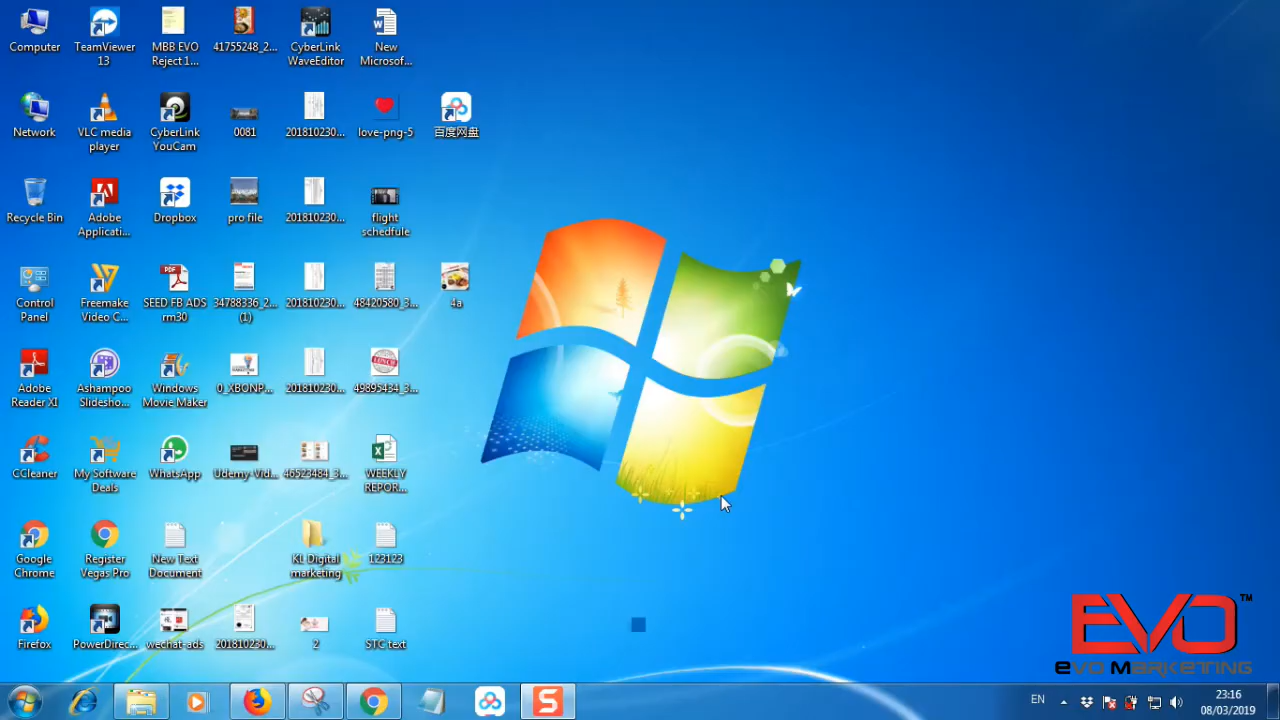 Computer
TeamViewer
13
MBB EVO
Reject 1...
41755248_2...
CyberLink
WaveEditor
New
Microsof...
Network
VLC media
player
CyberLink
YouCam
0081
201810230...
love-png-5
百度网盘
Recycle Bin
Adobe
Applicati...
Dropbox
pro file
201810230...
flight
schedfule
Control
Panel
Freemake
Video C...
SEED FB ADS
rm30
34788336_2...
(1)
201810230...
48420580_3...
4a
Adobe
Reader XI
Ashampoo
Slidesho...
Windows
Movie Maker
0_XBONP...
201810230...
49895434_3...
CCleaner
My Software
Deals
WhatsApp
Udemy-Vid...
46523484_3...
WEEKLY
REPOR...
Google
Chrome
Register
Vegas Pro
New Text
Document
KL Digital
marketing
123123
Firefox
PowerDirec...
wechat-ads
201810230...
2
STC text
EVO™
EVO MARKETING
EN
23:16
08/03/2019